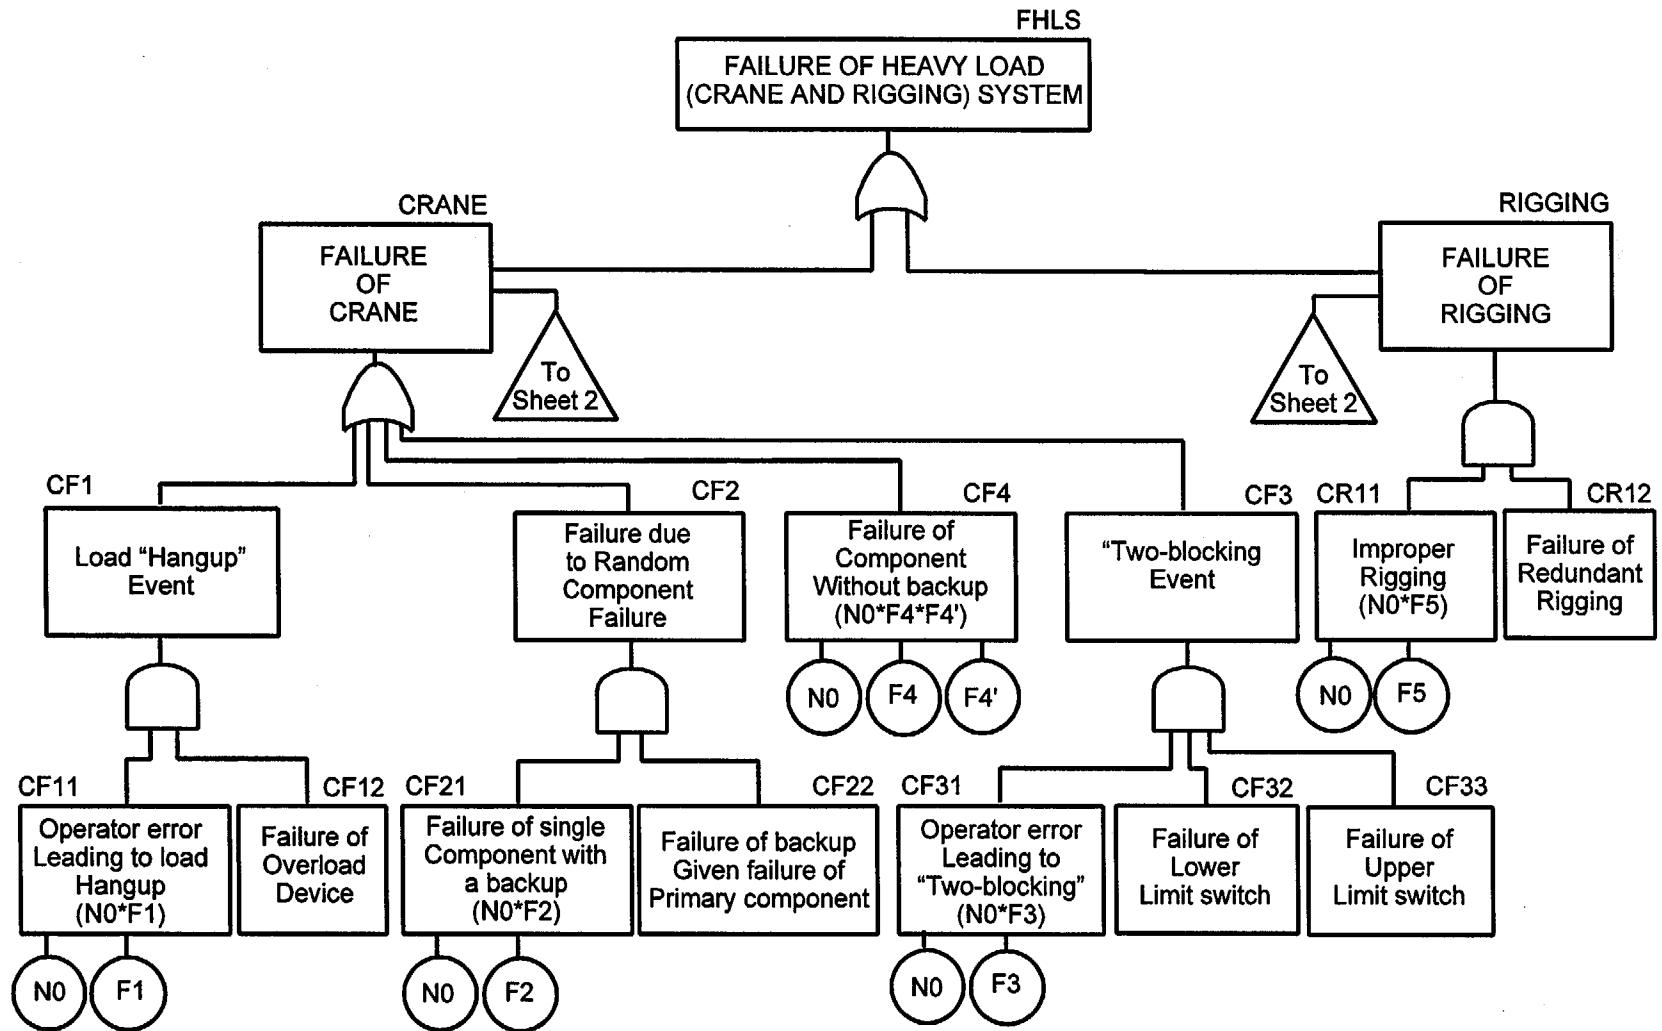 FHLS
FAILURE OF HEAVY LOAD
(CRANE AND RIGGING) SYSTEM
CRANE
FAILURE
OF
CRANE
To
Sheet 2
RIGGING
FAILURE
OF
RIGGING
To
Sheet 2
CF1
Load “Hangup”
Event
CF2
Failure due
to Random
Component
Failure
CF4
Failure of
Component
Without backup
(N0*F4*F4')
N0
F4
F4'
CF3
“Two-blocking
Event
CR11
Improper
Rigging
(N0*F5)
N0
F5
CR12
Failure of
Redundant
Rigging
CF11
Operator error
Leading to load
Hangup
(N0*F1)
N0
F1
CF12
Failure of
Overload
Device
CF21
Failure of single
Component with
a backup
(N0*F2)
N0
F2
CF22
Failure of backup
Given failure of
Primary component
CF31
Operator error
Leading to
“Two-blocking”
(N0*F3)
N0
F3
CF32
Failure of
Lower
Limit switch
CF33
Failure of
Upper
Limit switch